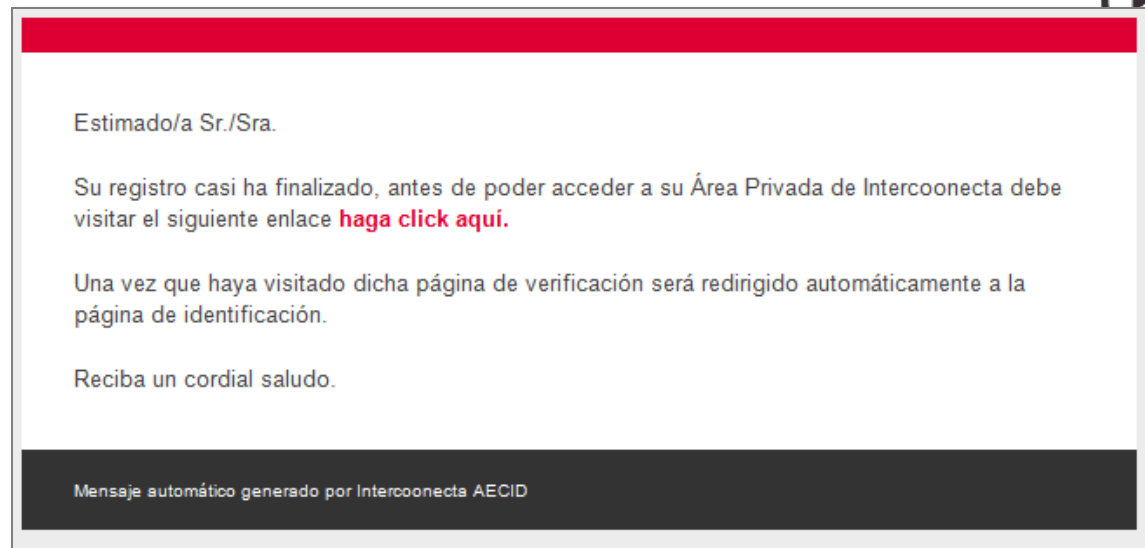 Estimado/a Sr./Sra.
Su registro casi ha finalizado, antes de poder acceder a su Área Privada de Intercoonecta debe
visitar el siguiente enlace haga click aquí.
Una vez que haya visitado dicha página de verificación será redirigido automáticamente a la
página de identificación.
Reciba un cordial saludo.
Mensaje automático generado por Intercoonecta AECID